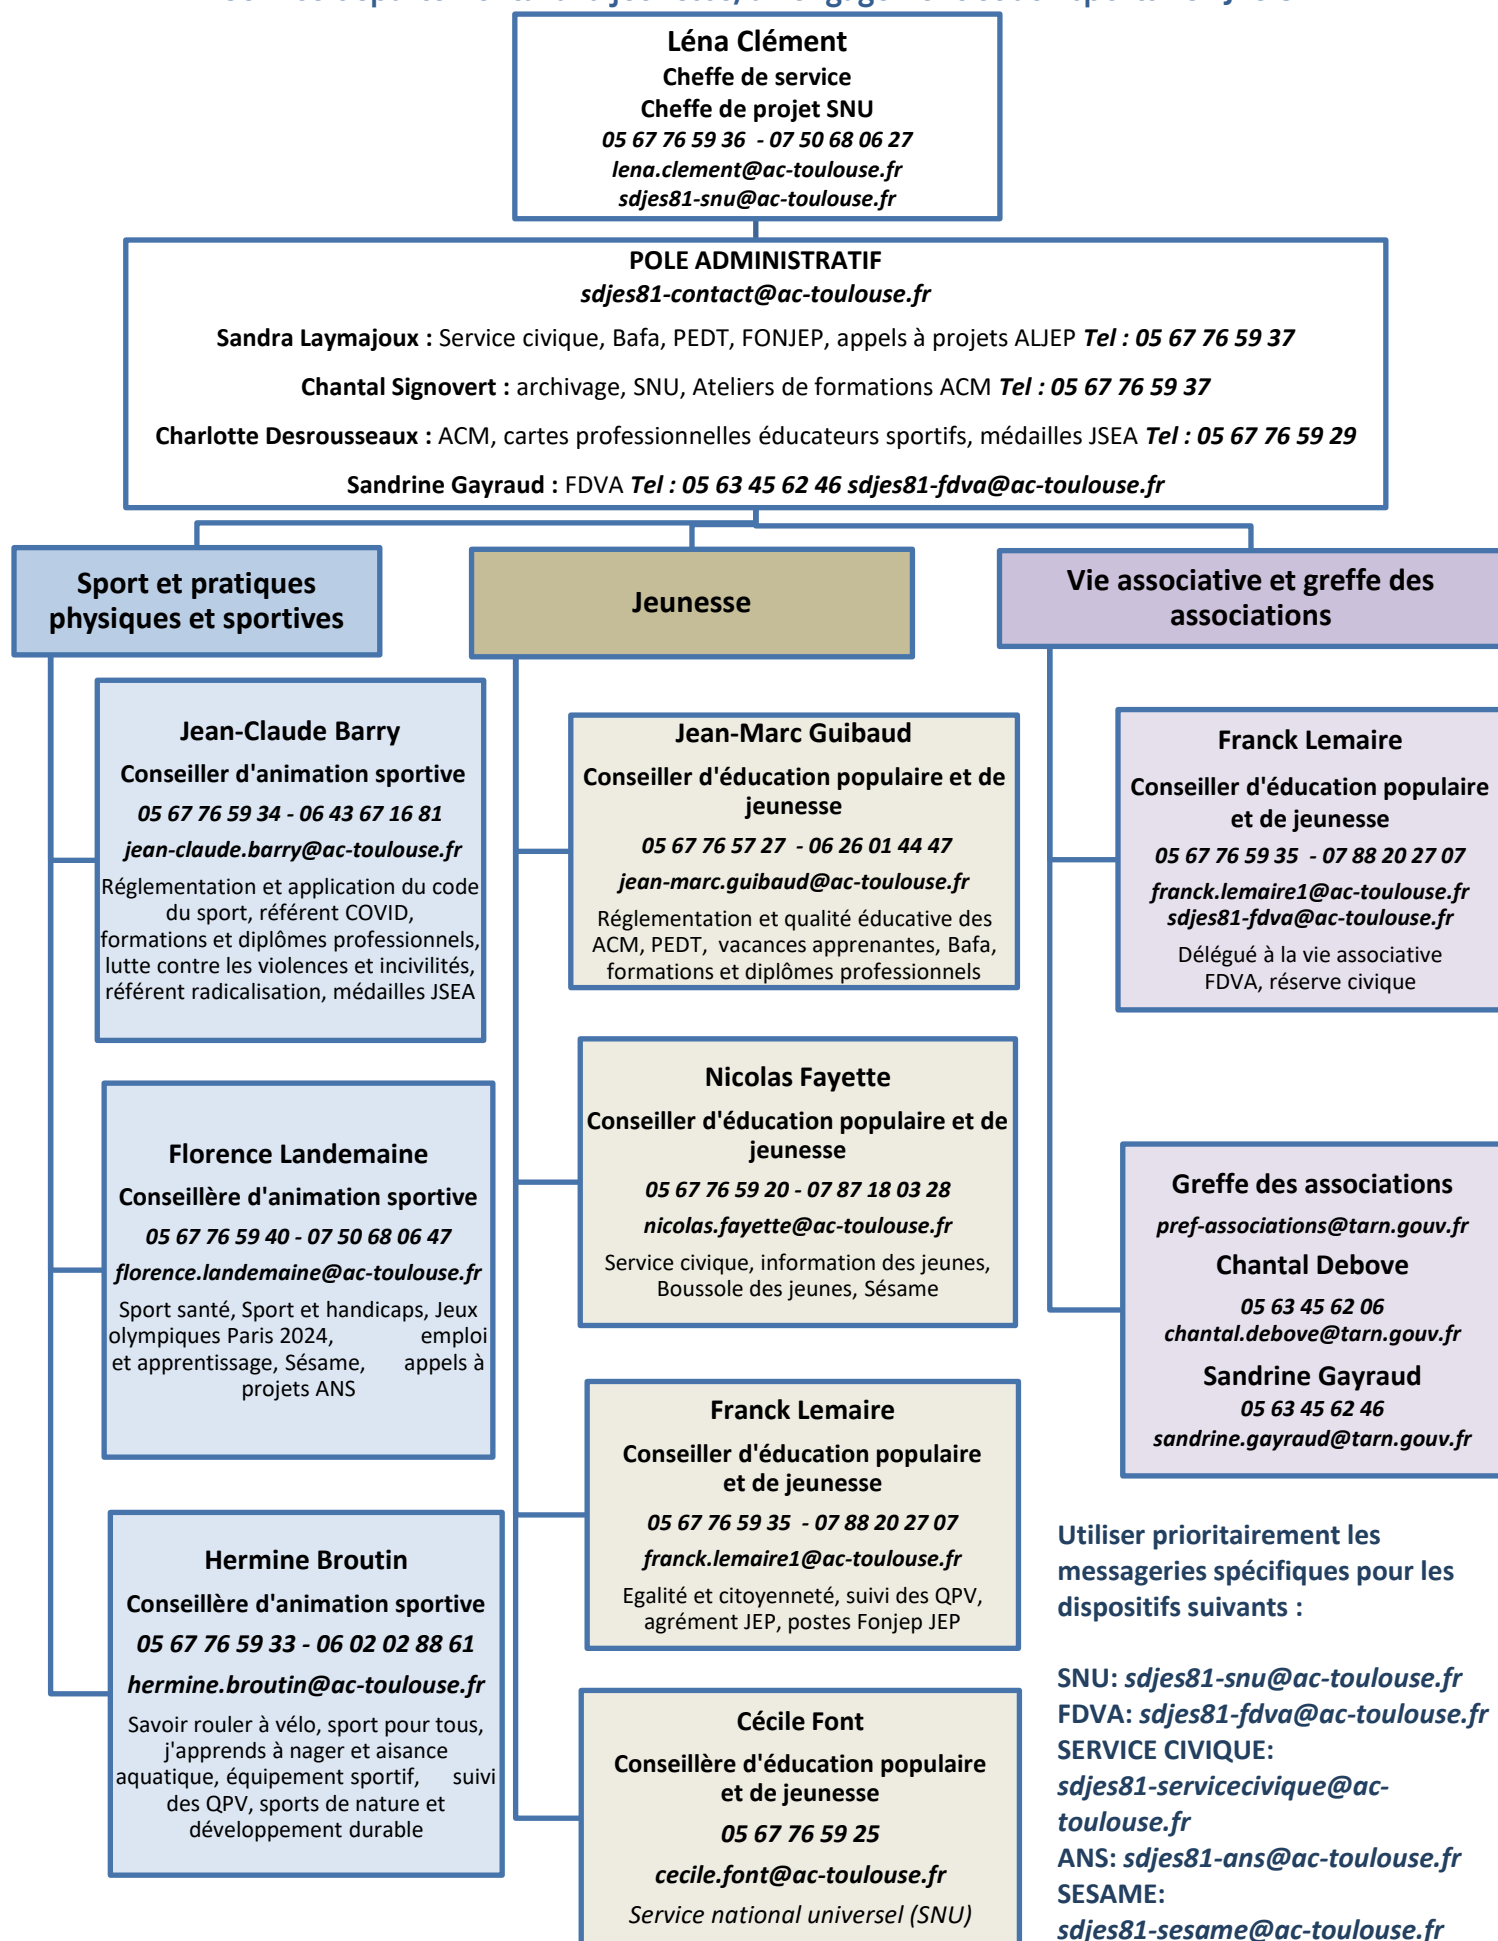 Léna Clément
Cheffe de service
Cheffe de projet SNU
05 67 76 59 36 - 07 50 68 06 27
lena.clement@ac-toulouse.fr
sdjes81-snu@ac-toulouse.fr
POLE ADMINISTRATIF
sdjes81-contact@ac-toulouse.fr
Sandra Laymajoux : Service civique, Bafa, PEDT, FONJEP, appels à projets ALJEP Tel : 05 67 76 59 37
Chantal Signovert : archivage, SNU, Ateliers de formations ACM Tel : 05 67 76 59 37
Charlotte Desrousseaux : ACM, cartes professionnelles éducateurs sportifs, médailles JSEA Tel : 05 67 76 59 29
Sandrine Gayraud : FDVA Tel : 05 63 45 62 46 sdjes81-fdva@ac-toulouse.fr
Sport et pratiques
physiques et sportives
Jean-Claude Barry
Conseiller d'animation sportive
05 67 76 59 34 - 06 43 67 16 81
jean-claude.barry@ac-toulouse.fr
Réglementation et application du code
du sport, référent COVID,
formations et diplômes professionnels,
lutte contre les violences et incivilités,
référent radicalisation, médailles JSEA
Florence Landemaine
Conseillère d'animation sportive
05 67 76 59 40 - 07 50 68 06 47
florence.landemaine@ac-toulouse.fr
Sport santé, Sport et handicaps, Jeux
olympiques Paris 2024, emploi
et apprentissage, Sésame, appels à
projets ANS
Hermine Broutin
Conseillère d'animation sportive
05 67 76 59 33 - 06 02 02 88 61
hermine.broutin@ac-toulouse.fr
Savoir rouler à vélo, sport pour tous,
j'apprends à nager et aisance
aquatique, équipement sportif, suivi
des QPV, sports de nature et
développement durable
Jeunesse
Jean-Marc Guibaud
Conseiller d'éducation populaire et de
jeunesse
05 67 76 57 27 - 06 26 01 44 47
jean-marc.guibaud@ac-toulouse.fr
Réglementation et qualité éducative des
ACM, PEDT, vacances apprenantes, Bafa,
formations et diplômes professionnels
Nicolas Fayette
Conseiller d'éducation populaire et de
jeunesse
05 67 76 59 20 - 07 87 18 03 28
nicolas.fayette@ac-toulouse.fr
Service civique, information des jeunes,
Boussole des jeunes, Sésame
Franck Lemaire
Conseiller d'éducation populaire
et de jeunesse
05 67 76 59 35 - 07 88 20 27 07
franck.lemaire1@ac-toulouse.fr
Egalité et citoyenneté, suivi des QPV,
agrément JEP, postes Fonjep JEP
Cécile Font
Conseillère d'éducation populaire
et de jeunesse
05 67 76 59 25
cecile.font@ac-toulouse.fr
Service national universel (SNU)
Vie associative et greffe des
associations
Franck Lemaire
Conseiller d'éducation populaire
et de jeunesse
05 67 76 59 35 - 07 88 20 27 07
franck.lemaire1@ac-toulouse.fr
sdjes81-fdva@ac-toulouse.fr
Délégué à la vie associative
FDVA, réserve civique
Greffe des associations
pref-associations@tarn.gouv.fr
Chantal Debove
05 63 45 62 06
chantal.debove@tarn.gouv.fr
Sandrine Gayraud
05 63 45 62 46
sandrine.gayraud@tarn.gouv.fr
Utiliser prioritairement les
messageries spécifiques pour les
dispositifs suivants :
SNU: sdjes81-snu@ac-toulouse.fr
FDVA: sdjes81-fdva@ac-toulouse.fr
SERVICE CIVIQUE:
sdjes81-servicecivique@ac-
toulouse.fr
ANS: sdjes81-ans@ac-toulouse.fr
SESAME:
sdjes81-sesame@ac-toulouse.fr